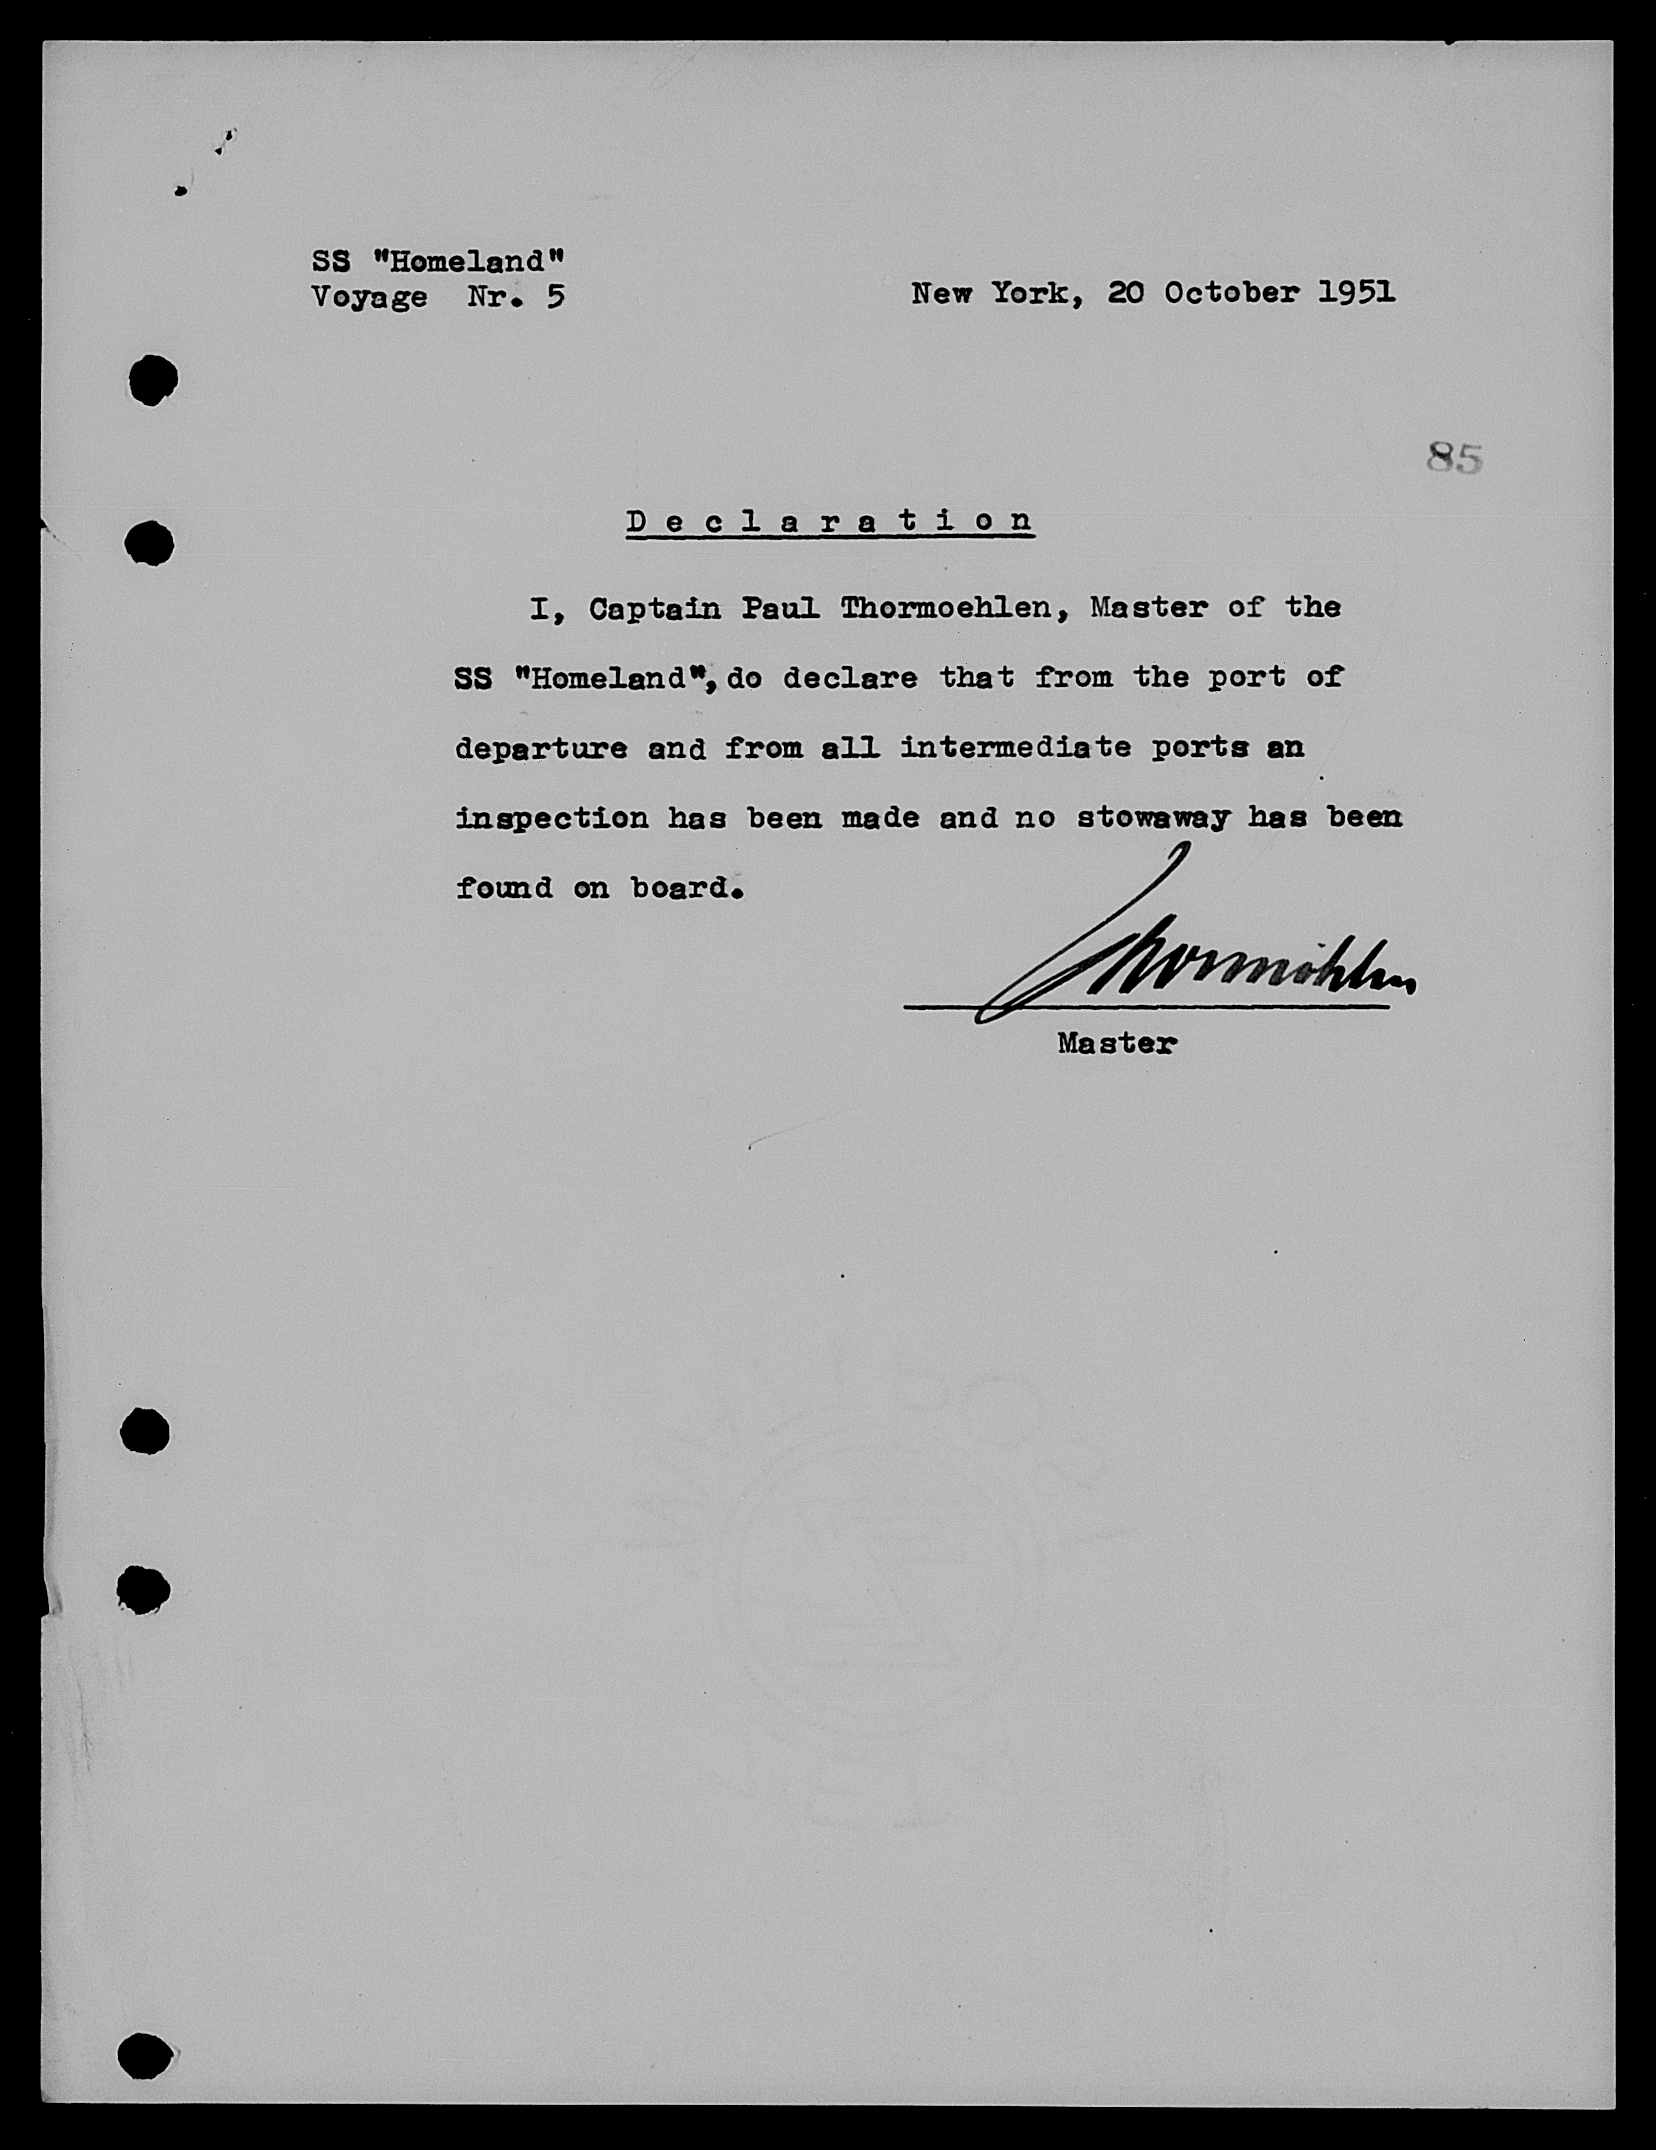 SS "Homeland"
Voyage Nr. 5
New York, 20 October 1951
85
Declaration
I, Captain Paul Thormoehlen, Master of the
SS "Homeland", do declare that from the port of
departure and from all intermediate ports an
inspection has been made and no stowaway has been
found on board.
Thormöhlen
Master